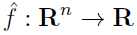 f̂ : Rⁿ → R